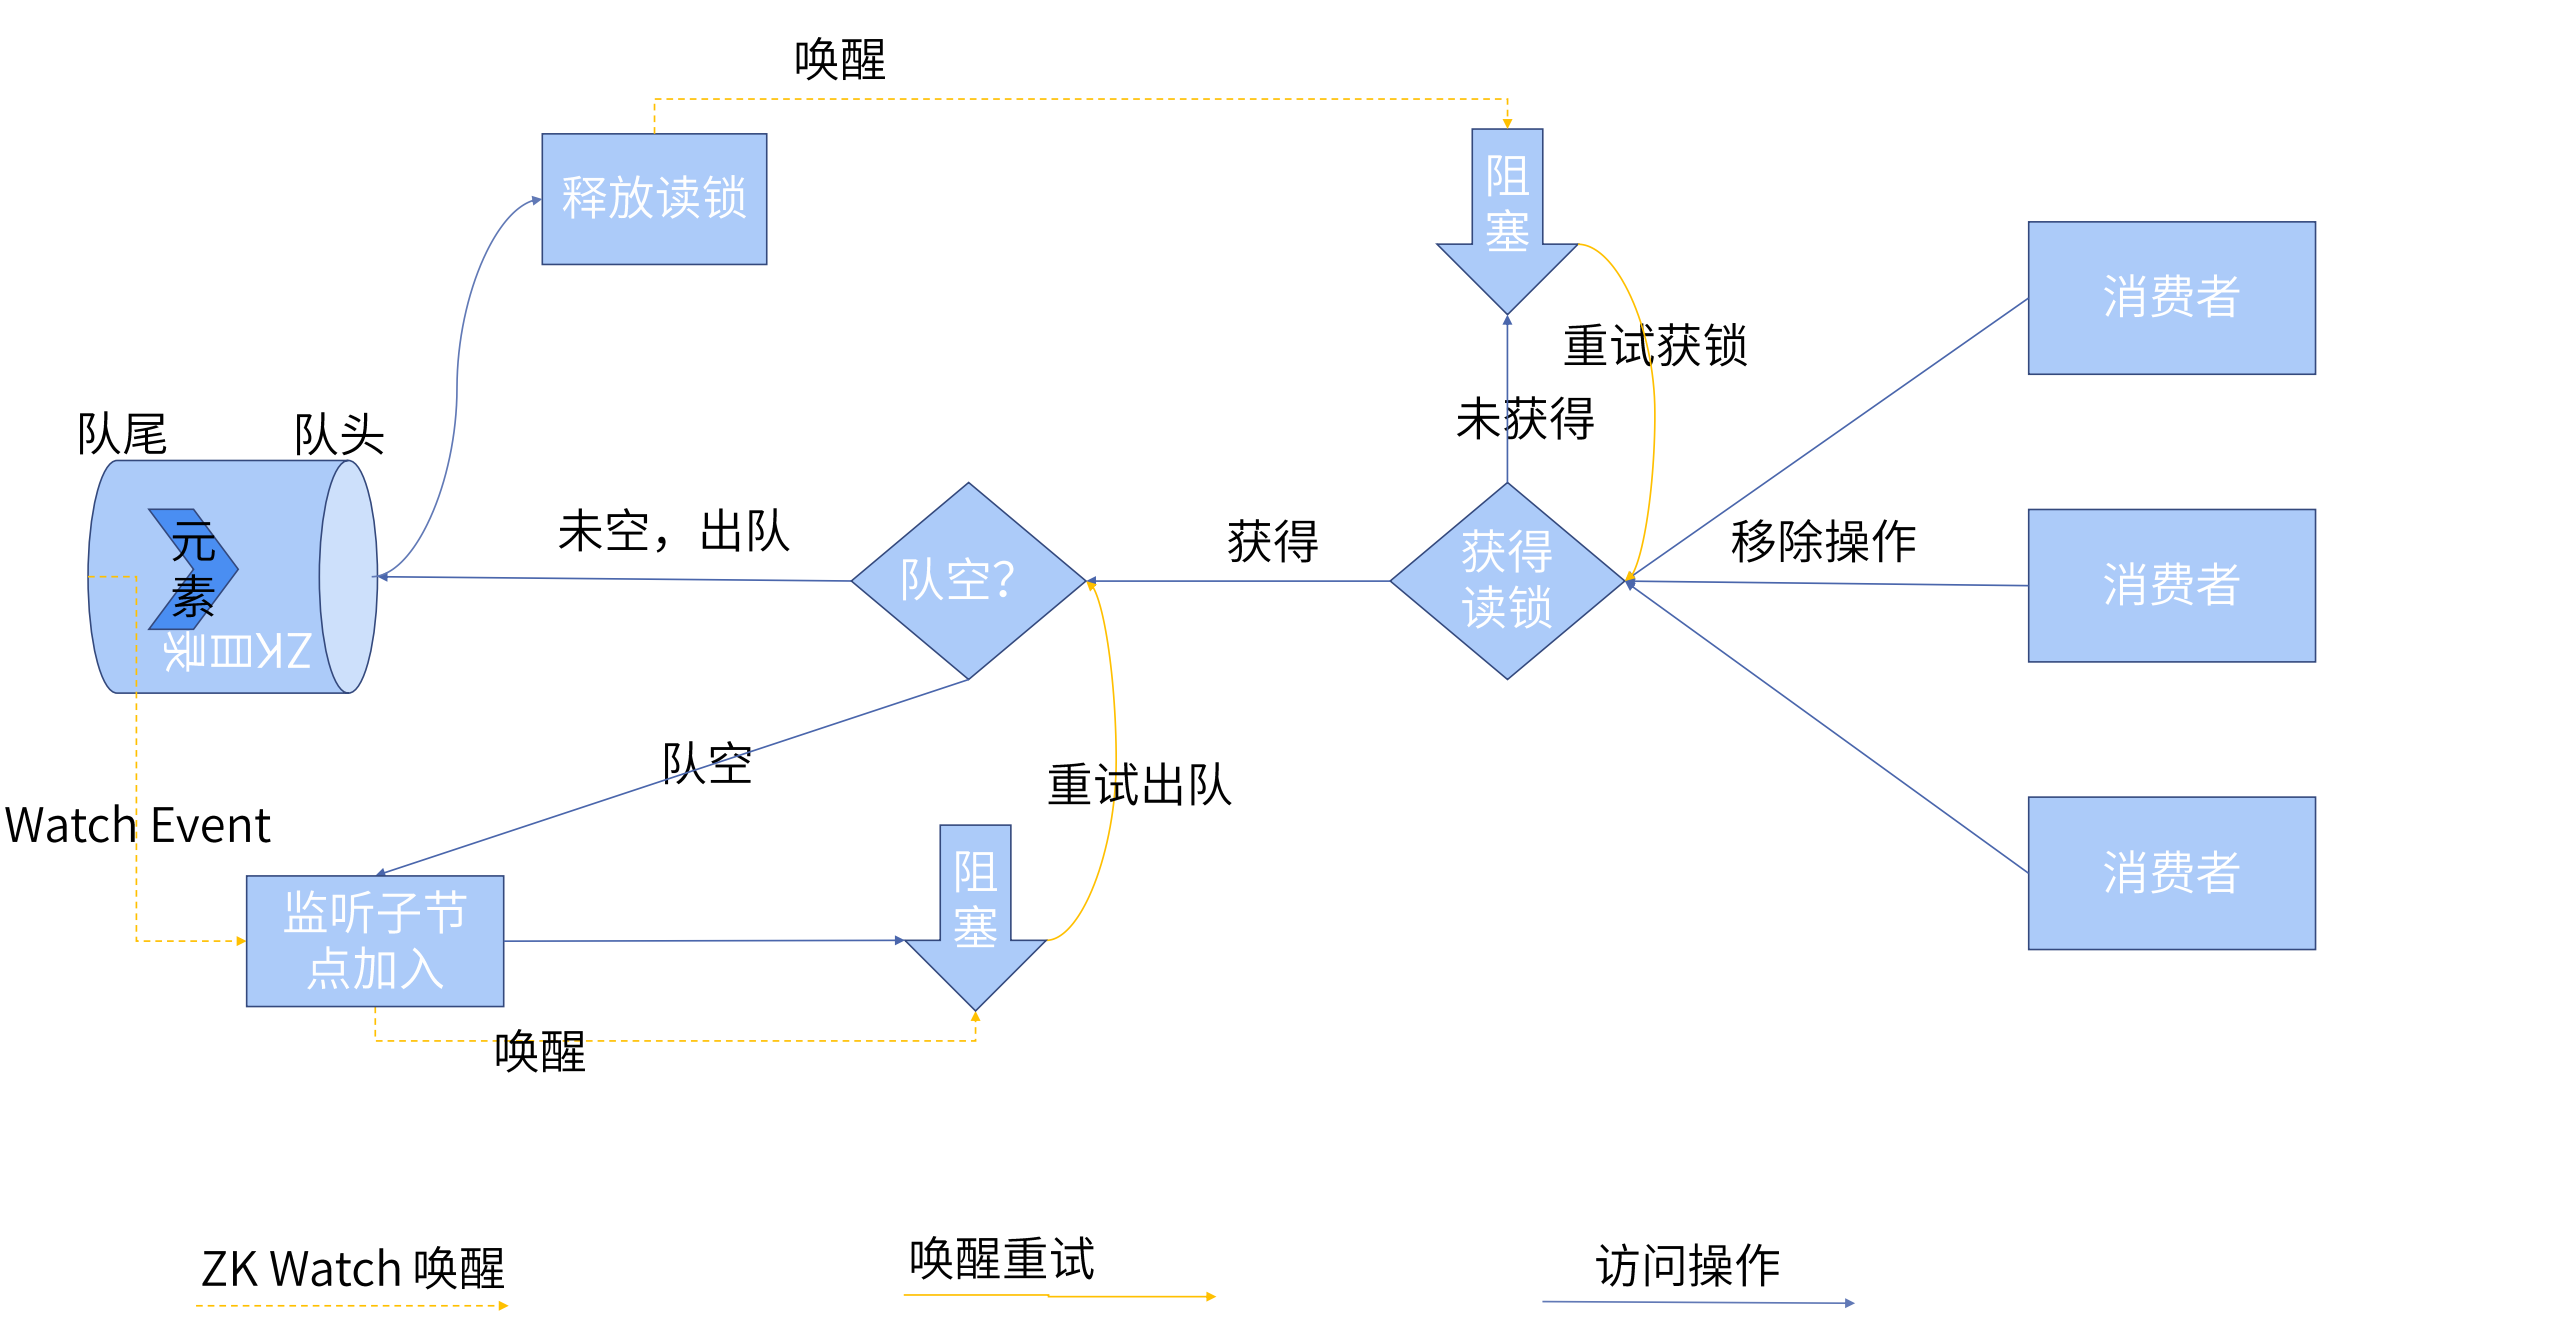 唤醒
释放读锁
阻
塞
消费者
重试获锁
未获得
队尾
队头
元
素
ZK目录
未空，出队
队空？
获得
获得
读锁
移除操作
消费者
队空
重试出队
Watch Event
监听子节
点加入
阻
塞
消费者
唤醒
ZK Watch 唤醒
唤醒重试
访问操作